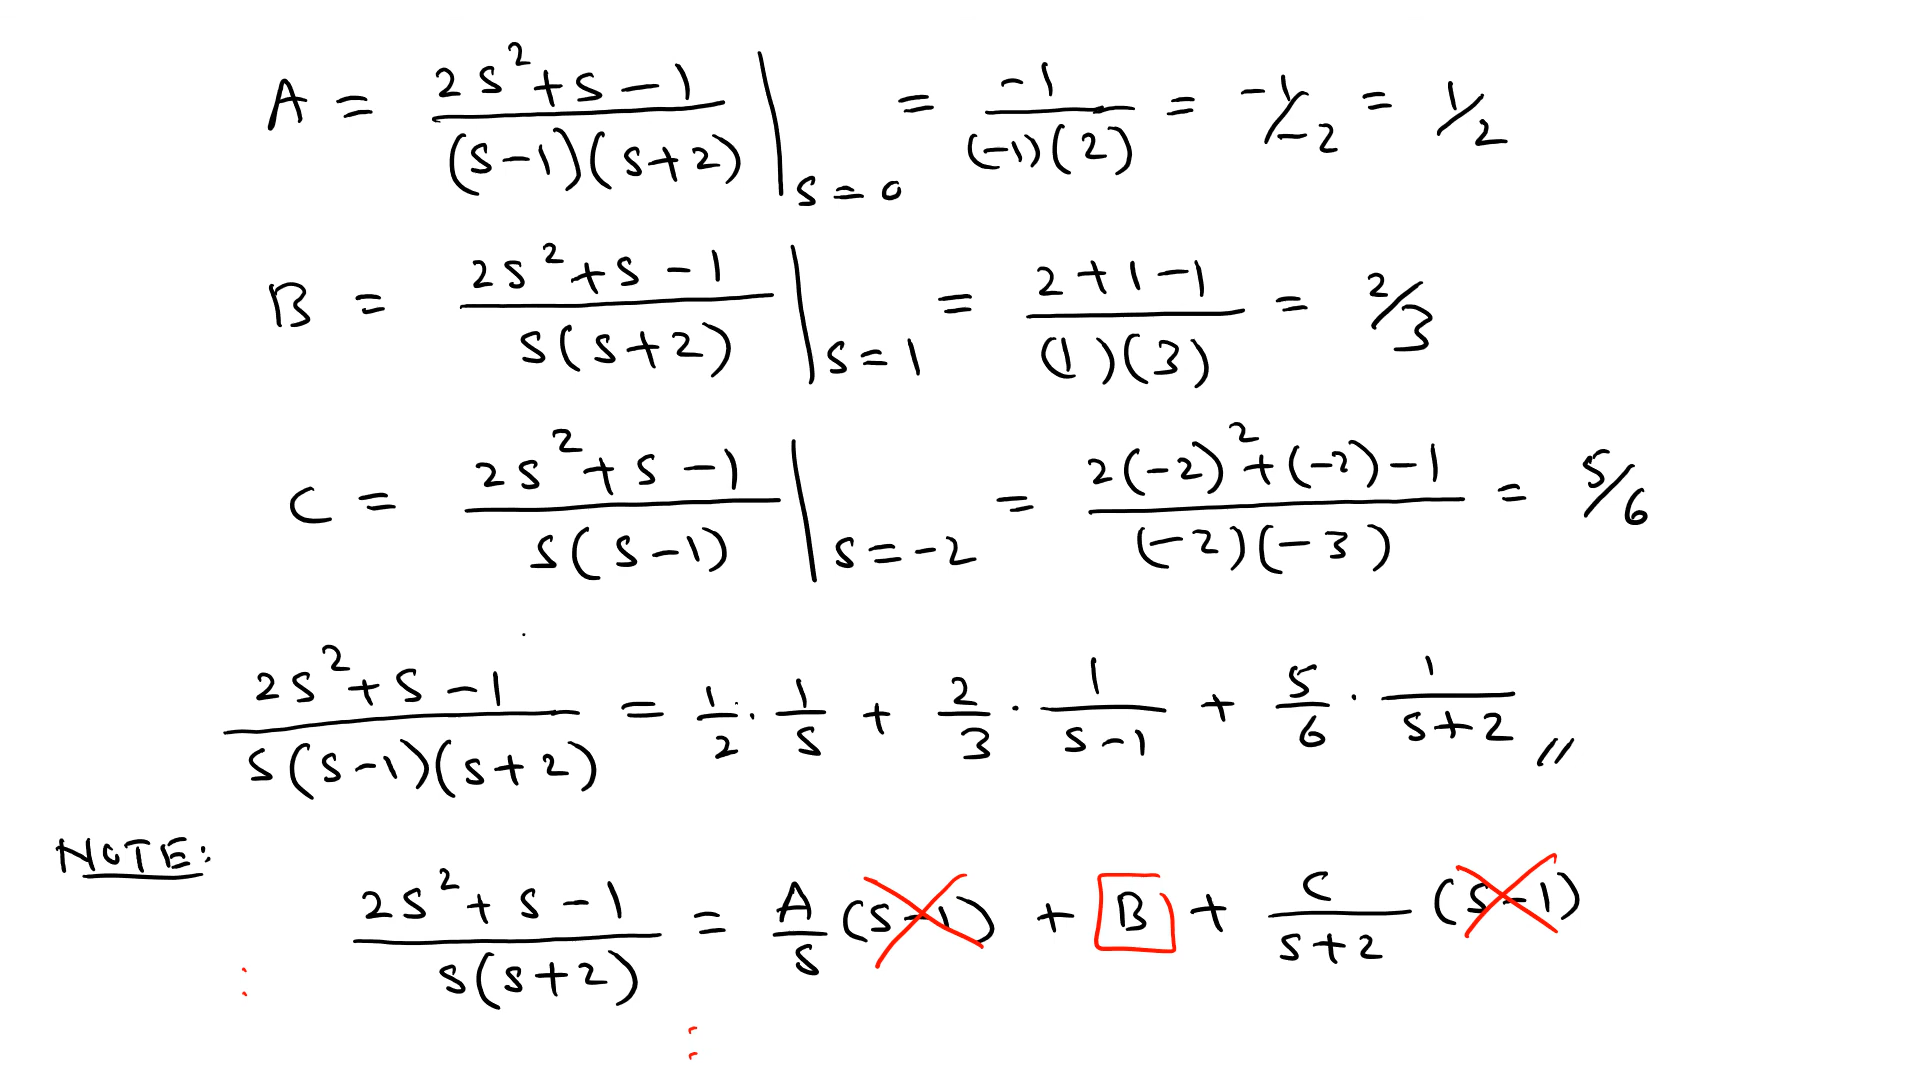 A = (2s² + s - 1)/((s-1)(s+2)) |s=0 = -1/((-1)(2)) = -1/-2 = 1/2
B = (2s² + s - 1)/(s(s+2)) |s=1 = (2+1-1)/((1)(3)) = 2/3
C = (2s² + s - 1)/(s(s-1)) |s=-2 = (2(-2)² + (-2) - 1)/((-2)(-3)) = 5/6
(2s² + s - 1)/(s(s-1)(s+2)) = 1/2 · 1/s + 2/3 · 1/(s-1) + 5/6 · 1/(s+2) //
NOTE:
(2s² + s - 1)/(s(s+2)) = A/s (s-1) + B + C/(s+2) (s-1)